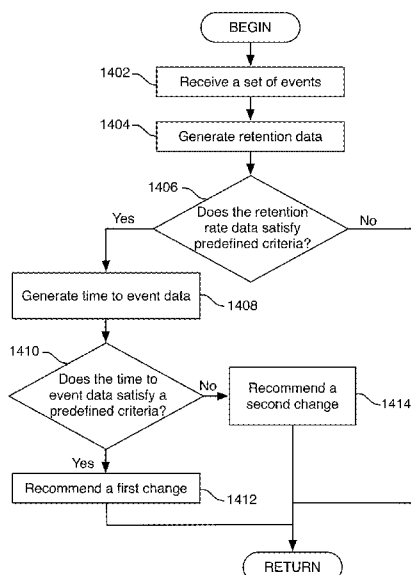 BEGIN
1402
Receive a set of events
1404
Generate retention data
1406
Does the retention
rate data satisfy
predefined criteria?
Yes
No
Generate time to event data
1408
1410
Does the time to
event data satisfy a
predefined criteria?
No
Recommend a
second change
1414
Yes
Recommend a first change
1412
RETURN